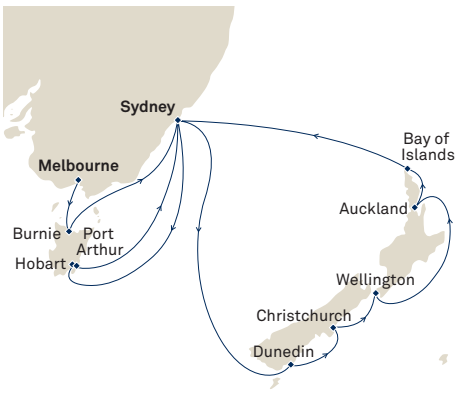 Sydney
Bay of
Islands
Melbourne
Auckland
Burnie
Port
Arthur
Hobart
Wellington
Christchurch
Dunedin